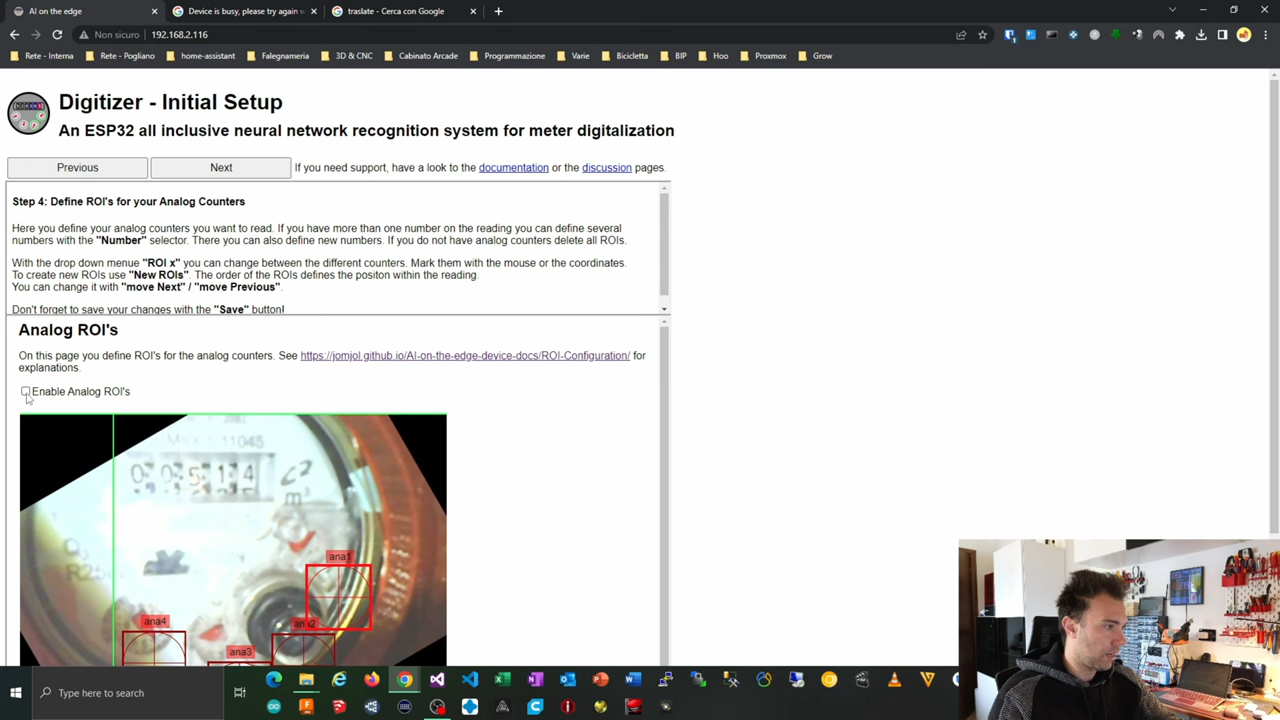 AI on the edge
Device is busy, please try again
traslate - Cerca con Google
Non sicuro
192.168.2.116
Rete - Interna
Rete - Pogliano
home-assistant
Falegnameria
3D & CNC
Cabinato Arcade
Programmazione
Varie
Bicicletta
BIP
Hoo
Proxmox
Grow
Digitizer - Initial Setup
An ESP32 all inclusive neural network recognition system for meter digitalization
Previous
Next
If you need support, have a look to the documentation or the discussion pages.
Step 4: Define ROI's for your Analog Counters
Here you define your analog counters you want to read. If you have more than one number on the reading you can define several
numbers with the "Number" selector. There you can also define new numbers. If you do not have analog counters delete all ROIs.
With the drop down menue "ROI x" you can change between the different counters. Mark them with the mouse or the coordinates.
To create new ROIs use "New ROIs". The order of the ROIs defines the positon within the reading.
You can change it with "move Next" / "move Previous".
Don't forget to save your changes with the "Save" button!
Analog ROI's
On this page you define ROI's for the analog counters. See https://jomjol.github.io/AI-on-the-edge-device-docs/ROI-Configuration/ for
explanations.
Enable Analog ROI's
11045
0 0 5 1 4
m³
ana1
ana2
ana4
ana3
Type here to search